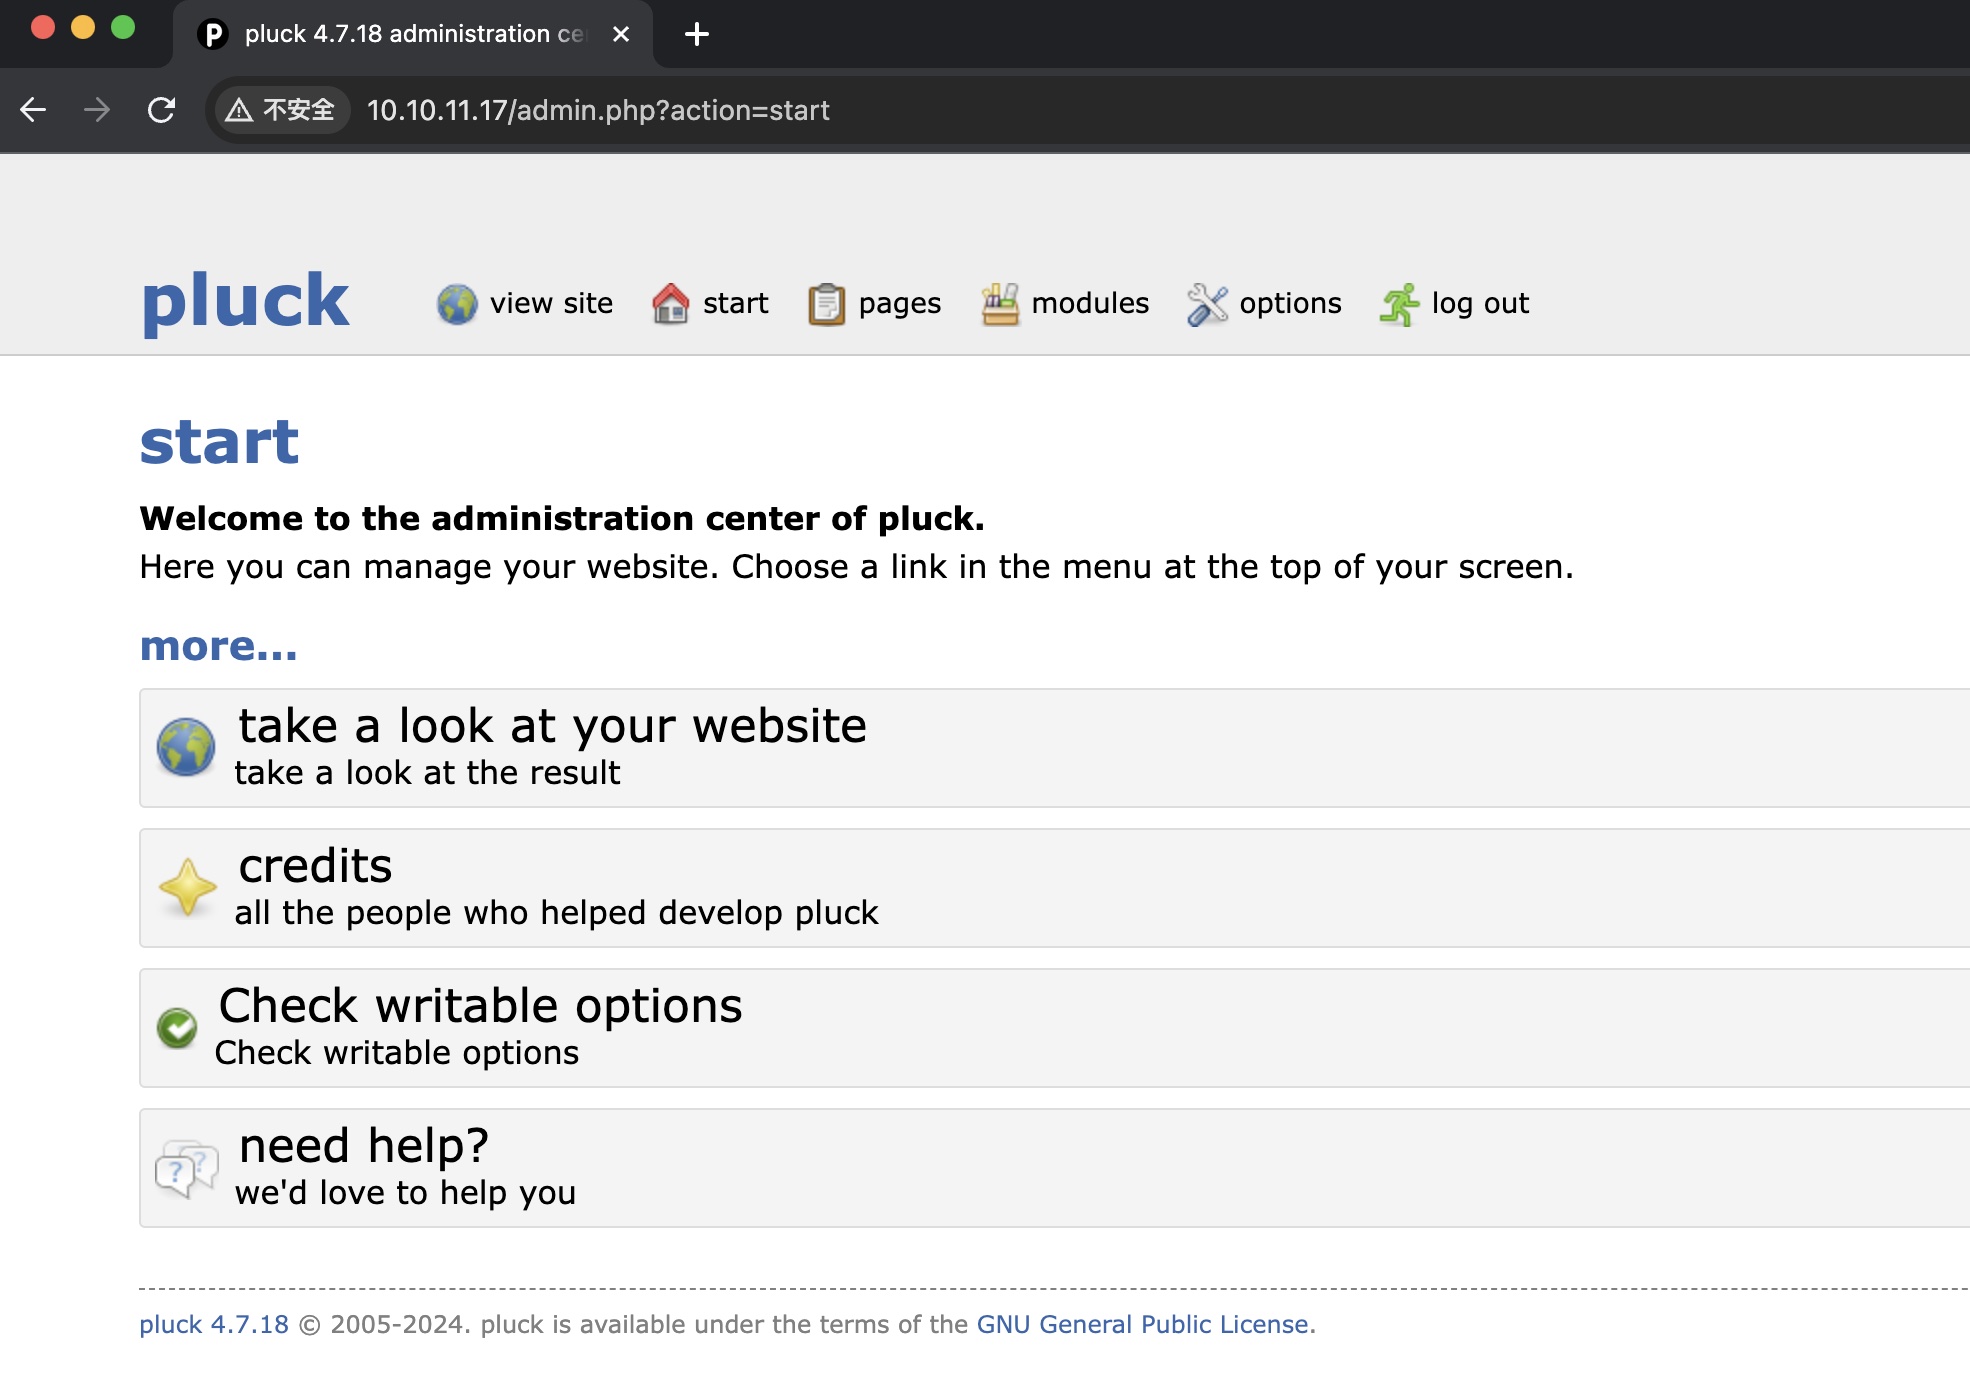 pluck 4.7.18 administration ce
不安全 10.10.11.17/admin.php?action=start
pluck view site start pages modules options log out
start
Welcome to the administration center of pluck.
Here you can manage your website. Choose a link in the menu at the top of your screen.
more...
take a look at your website
take a look at the result
credits
all the people who helped develop pluck
Check writable options
Check writable options
need help?
we'd love to help you
pluck 4.7.18 © 2005-2024. pluck is available under the terms of the GNU General Public License.